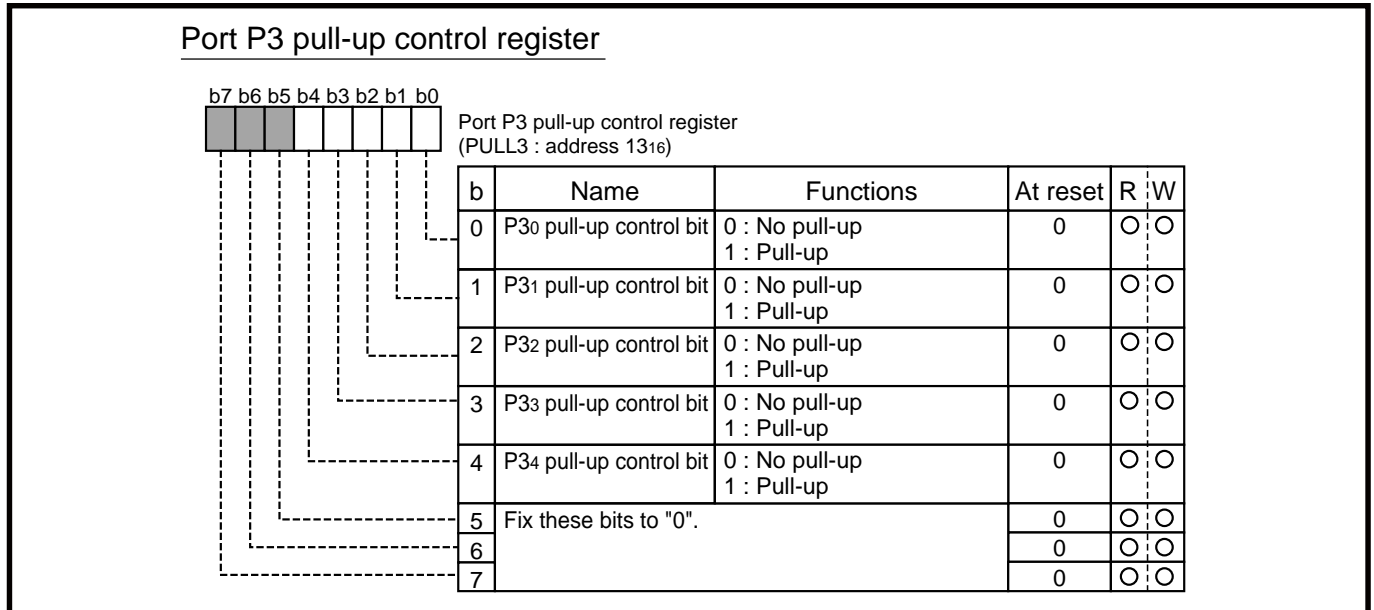 Port P3 pull-up control register
b7 b6 b5 b4 b3 b2 b1 b0
Port P3 pull-up control register
(PULL3 : address 1316)
b Name Functions At reset R W
0 P30 pull-up control bit 0 : No pull-up 0 O O
1 : Pull-up
1 P31 pull-up control bit 0 : No pull-up 0 O O
1 : Pull-up
2 P32 pull-up control bit 0 : No pull-up 0 O O
1 : Pull-up
3 P33 pull-up control bit 0 : No pull-up 0 O O
1 : Pull-up
4 P34 pull-up control bit 0 : No pull-up 0 O O
1 : Pull-up
5 Fix these bits to "0". 0 O O
6 0 O O
7 0 O O